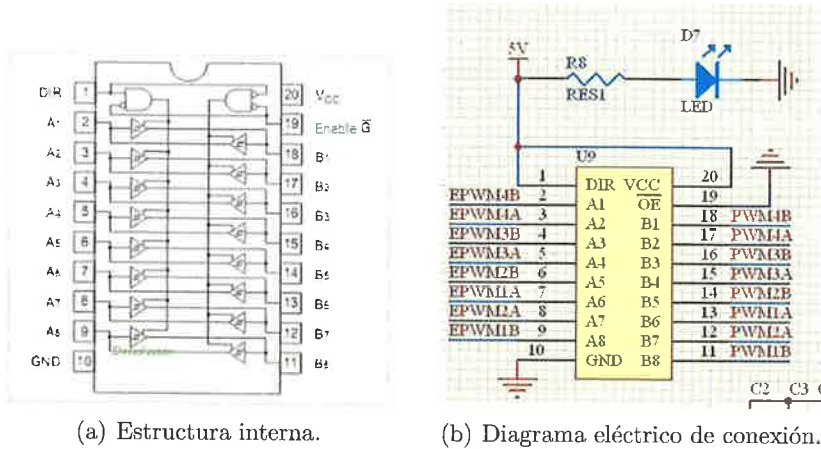 DIR 1 20 VCC
A1 2 19 Enable G
A2 3 18 B1
A3 4 17 B2
A4 5 16 B3
A5 6 15 B4
A6 7 14 B5
A7 8 13 B6
A8 9 12 B7
GND 10 11 B8
(a) Estructura interna.
5V
R8
RES1
D7
LED
U9
1 DIR VCC 20
EPWM4B 2 A1 OE 19
EPWM4A 3 A2 B1 18 PWM4B
EPWM3B 4 A3 B2 17 PWM4A
EPWM3A 5 A4 B3 16 PWM3B
EPWM2B 6 A5 B4 15 PWM3A
EPWM1A 7 A6 B5 14 PWM2B
EPWM2A 8 A7 B6 13 PWM1A
EPWM1B 9 A8 B7 12 PWM2A
10 GND B8 11 PWM1B
C2 C3
(b) Diagrama eléctrico de conexión.